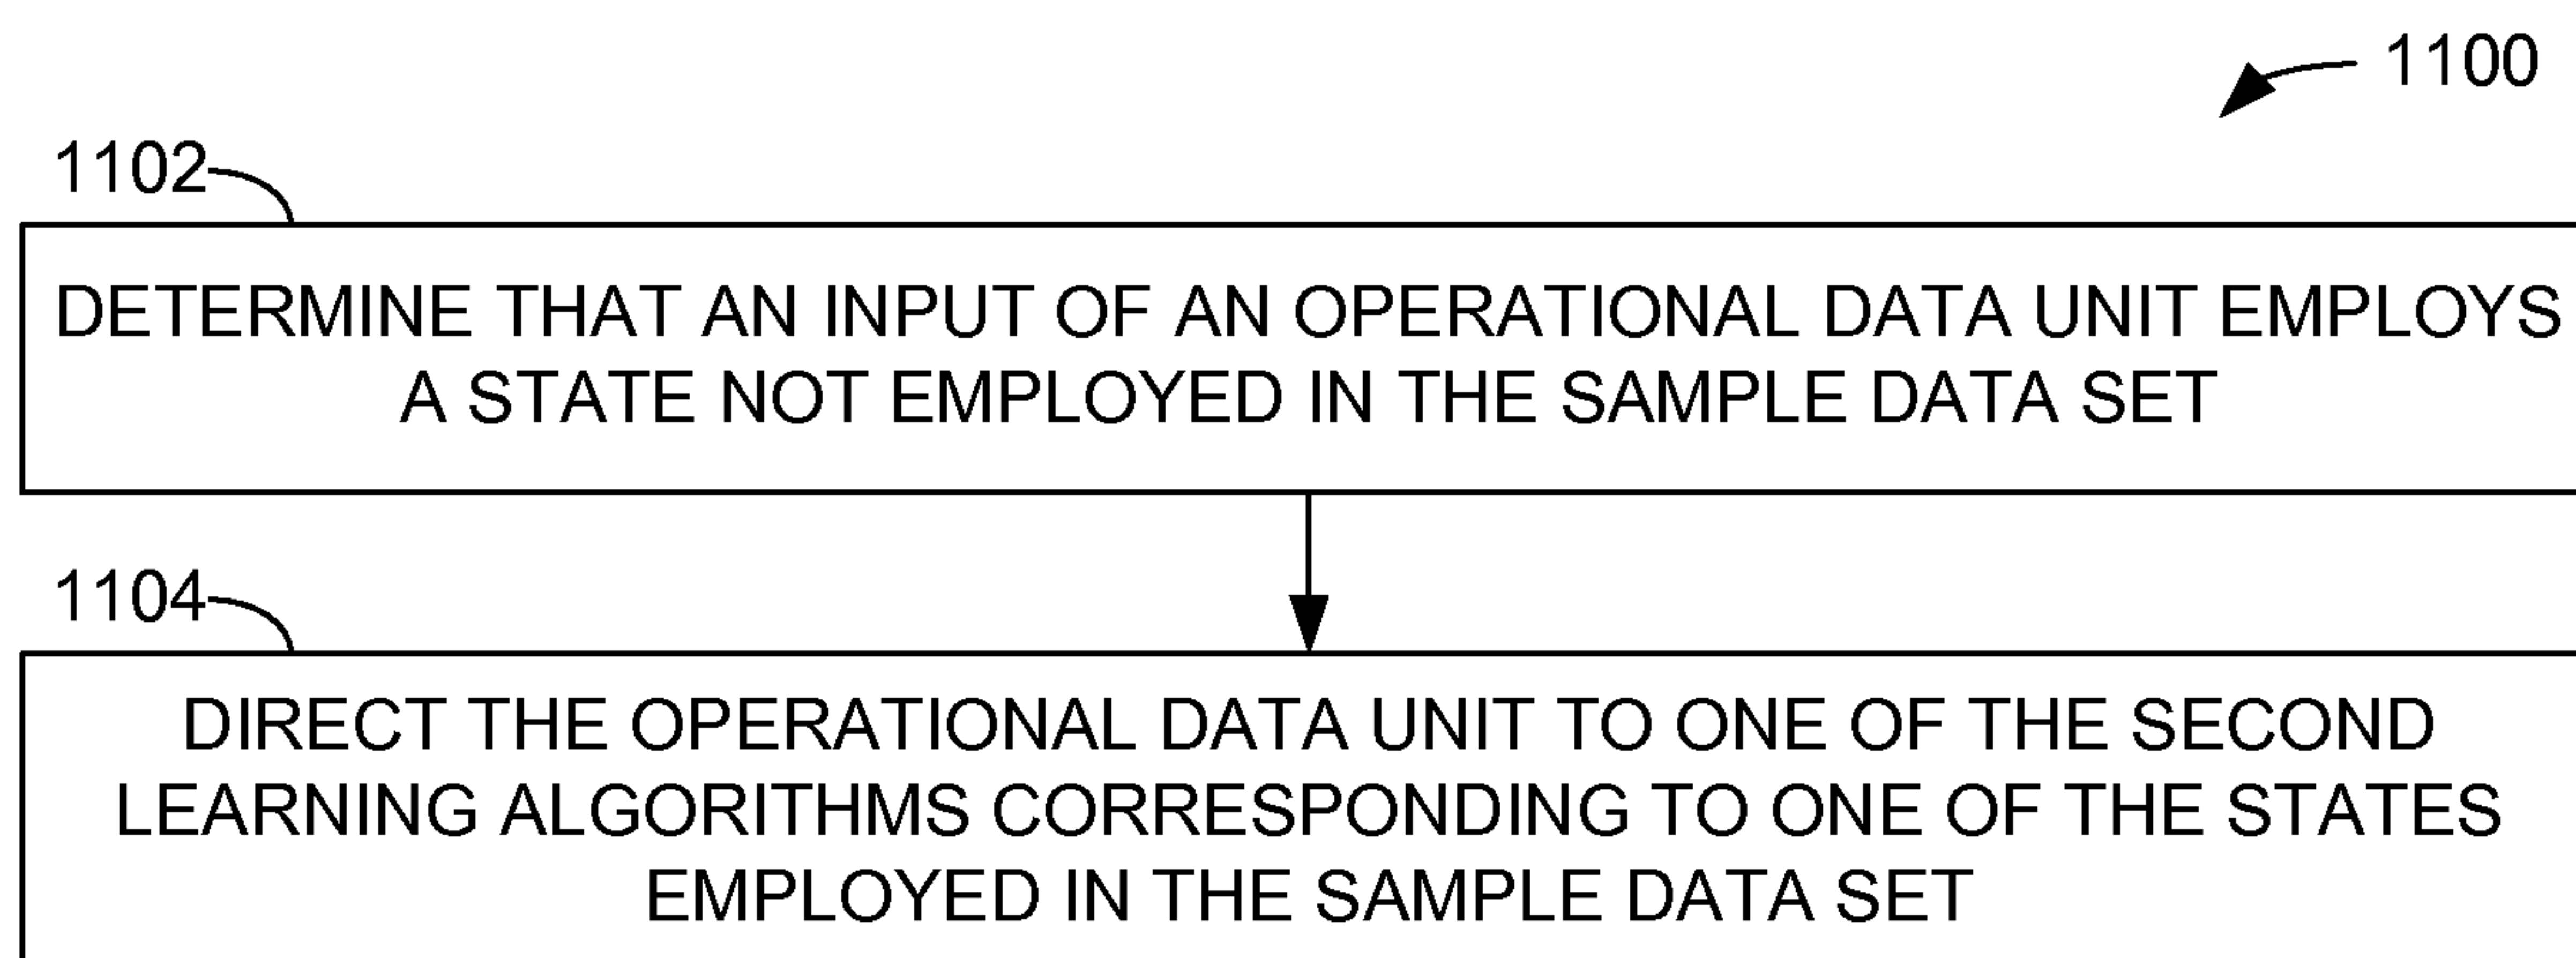 1100
1102
DETERMINE THAT AN INPUT OF AN OPERATIONAL DATA UNIT EMPLOYS
A STATE NOT EMPLOYED IN THE SAMPLE DATA SET
1104
DIRECT THE OPERATIONAL DATA UNIT TO ONE OF THE SECOND
LEARNING ALGORITHMS CORRESPONDING TO ONE OF THE STATES
EMPLOYED IN THE SAMPLE DATA SET